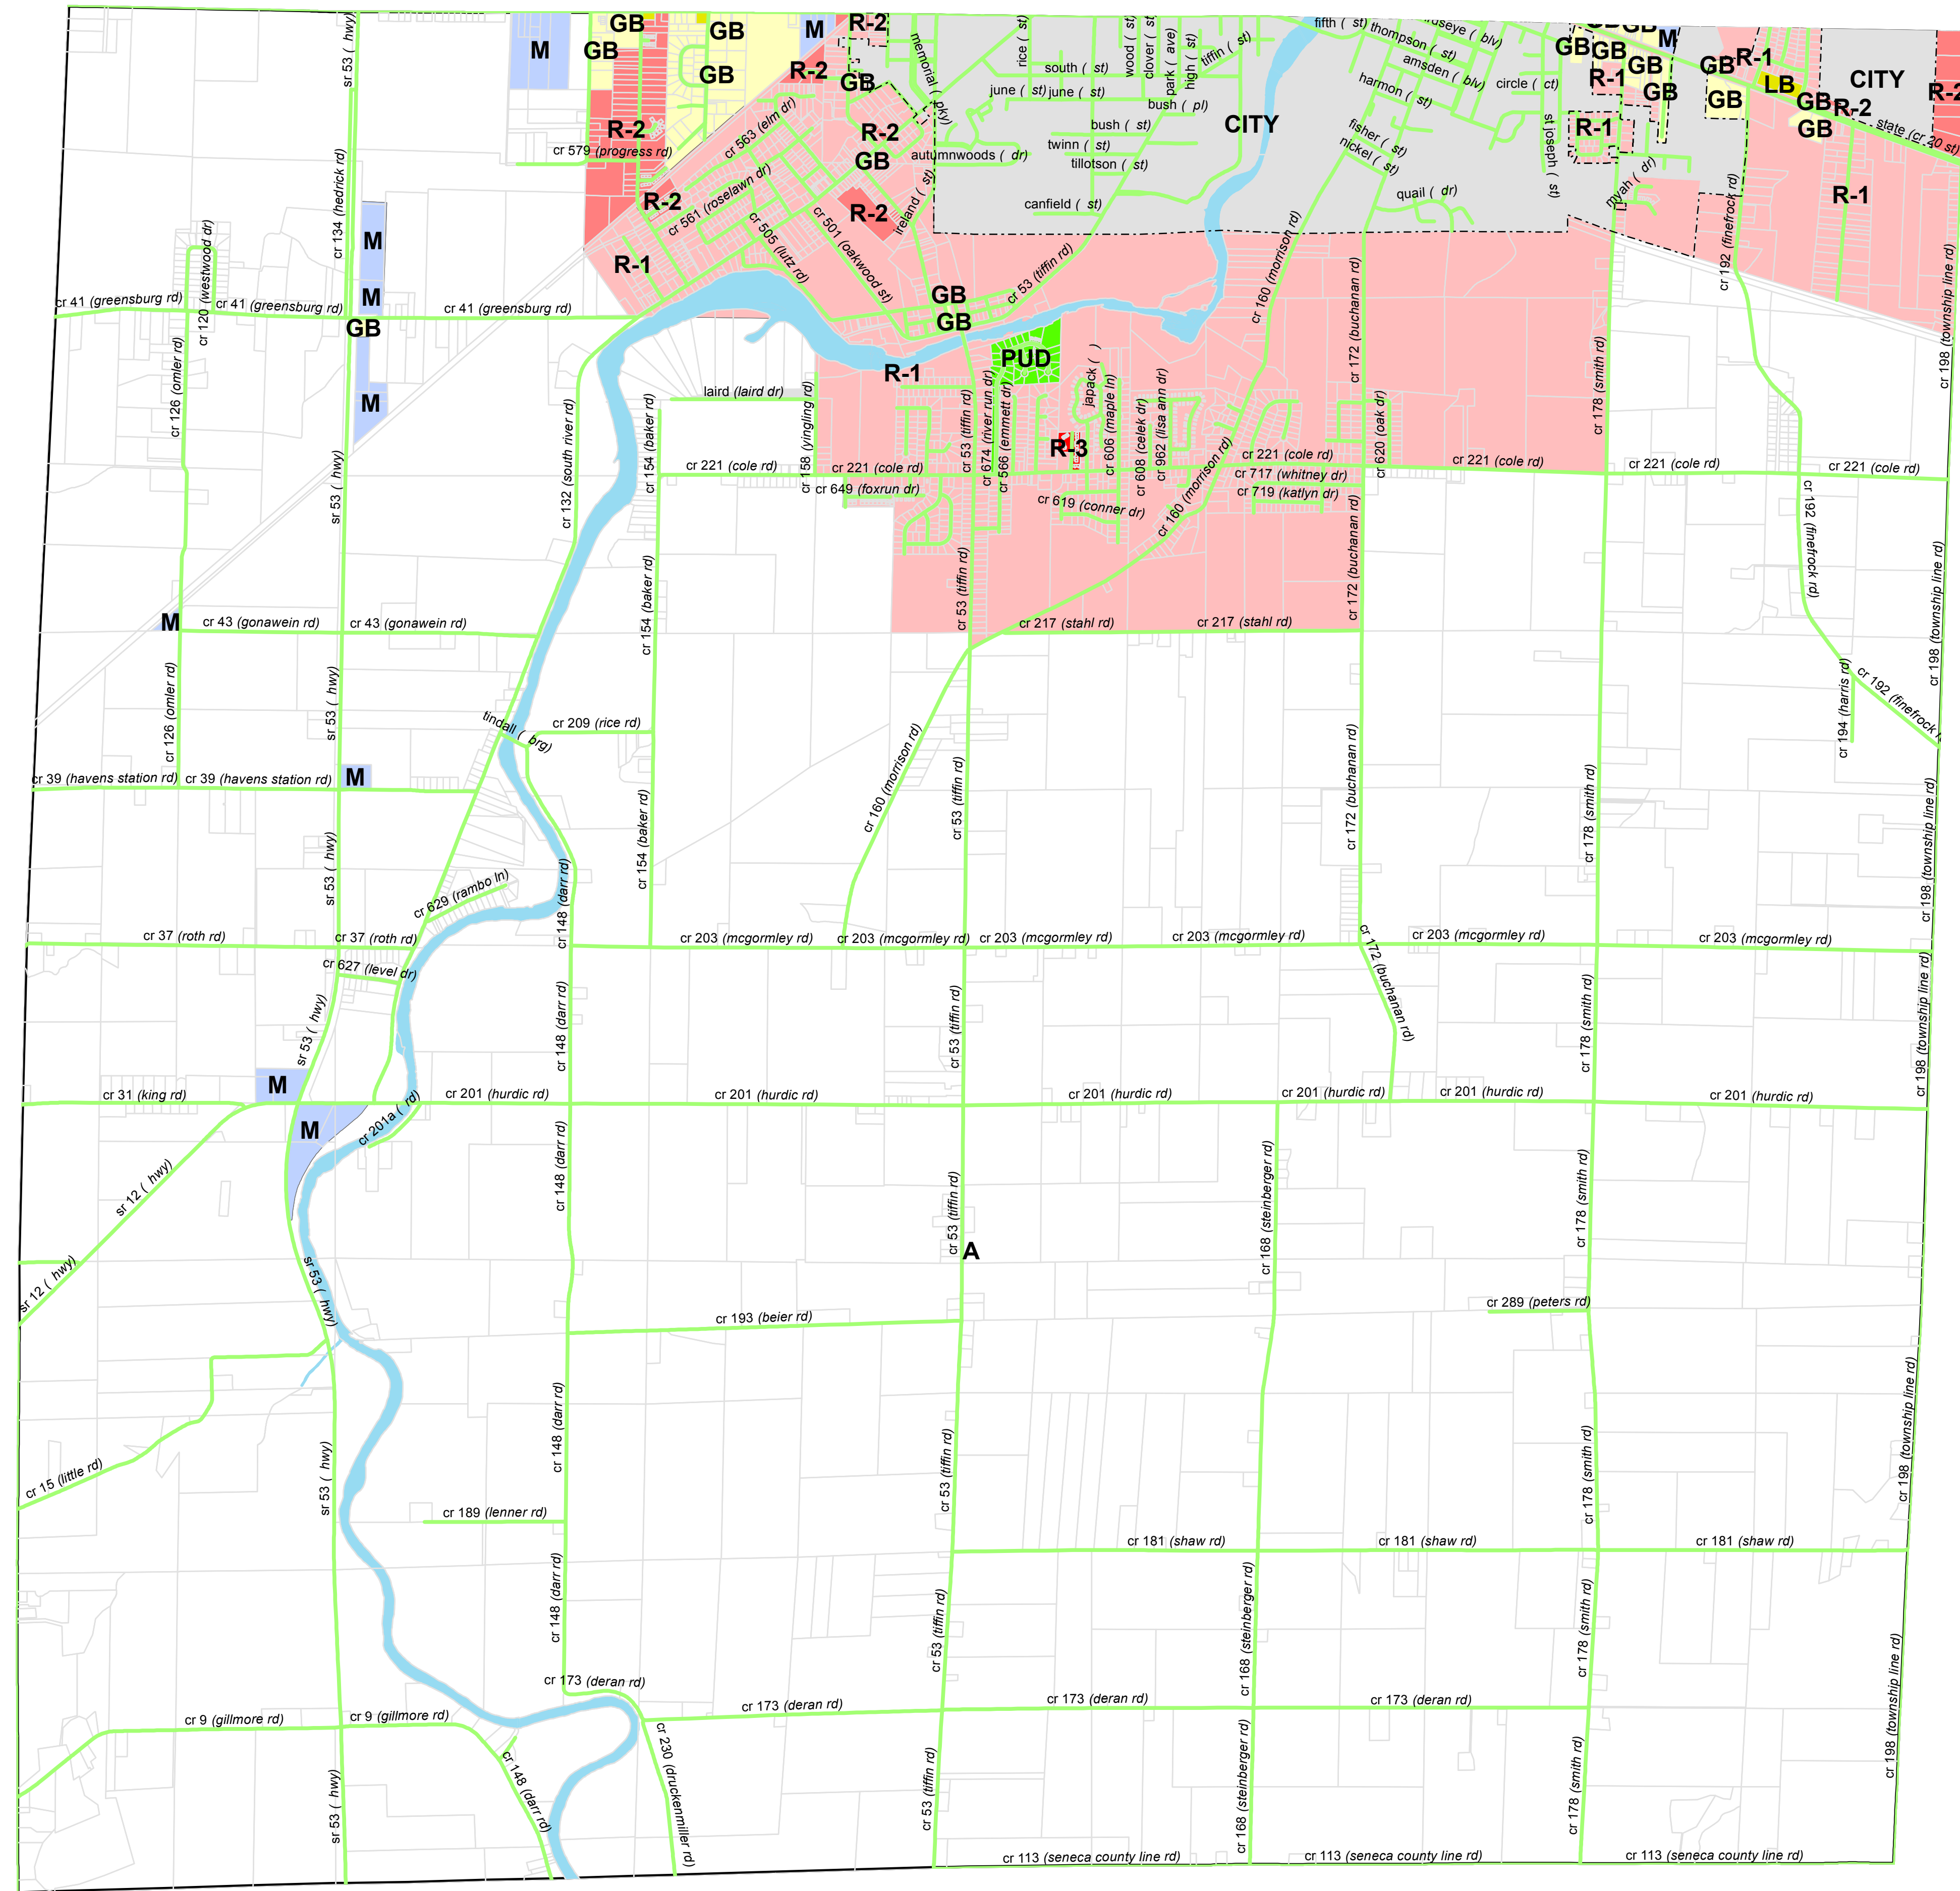 sr 53 ( hwy)
M
GB
GB
GB
GB
M
R-2
R-2
GB
memorial ( pky)
rice ( st)
south ( st)
wood ( st)
clover ( st)
park ( ave)
high ( st)
tiffin ( st)
fifth ( st)
thompson ( st)
amsden ( blv)
harmon ( st)
circle ( ct)
GB
GB
GB
M
GB
R-1
GB
GB
R-1
LB
GB
CITY
GB
R-2
GB
R-2
state (cr 20 st)
june ( st)
june ( st)
bush ( pl)
bush ( st)
twinn ( st)
tillotson ( st)
autumnwoods ( dr)
canfield ( st)
CITY
fisher ( st)
nickel ( st)
quail ( dr)
st joseph ( st)
R-1
myah ( dr)
R-1
R-2
cr 579 (progress rd)
cr 563 (elm dr)
R-2
GB
R-2
cr 561 (roselawn dr)
R-2
ireland ( st)
cr 505 (lutz rd)
cr 501 (oakwood st)
R-1
cr 134 (hedrick rd)
M
M
GB
M
cr 120 (westwood dr)
cr 41 (greensburg rd)
cr 41 (greensburg rd)
cr 41 (greensburg rd)
cr 126 (omler rd)
GB
GB
cr 53 (tiffin rd)
cr 160 (morrison rd)
cr 172 (buchanan rd)
cr 178 (smith rd)
cr 192 (finefrock rd)
cr 198 (township line rd)
PUD
R-1
japack ( )
laird (laird dr)
cr 132 (south river rd)
cr 154 (baker rd)
cr 158 (yingling rd)
cr 53 (tiffin rd)
cr 674 (river run dr)
cr 566 (emmett dr)
R-3
cr 606 (maple ln)
cr 608 (celek dr)
cr 962 (lisa ann dr)
cr 160 (morrison rd)
cr 620 (oak dr)
cr 221 (cole rd)
cr 221 (cole rd)
cr 221 (cole rd)
cr 221 (cole rd)
cr 221 (cole rd)
cr 221 (cole rd)
cr 649 (foxrun dr)
cr 717 (whitney dr)
cr 719 (katlyn dr)
cr 619 (conner dr)
sr 53 ( hwy)
cr 154 (baker rd)
cr 53 (tiffin rd)
cr 172 (buchanan rd)
cr 192 (finefrock rd)
cr 198 (township line rd)
M
cr 43 (gonawein rd)
cr 43 (gonawein rd)
cr 217 (stahl rd)
cr 217 (stahl rd)
cr 126 (omler rd)
sr 53 ( hwy)
tindall ( brg)
cr 209 (rice rd)
cr 194 (harris rd)
cr 192 (finefrock
cr 39 (havens station rd)
cr 39 (havens station rd)
M
cr 160 (morrison rd)
cr 53 (tiffin rd)
cr 172 (buchanan rd)
cr 178 (smith rd)
cr 198 (township line rd)
sr 53 ( hwy)
cr 154 (baker rd)
cr 629 (rambo ln)
cr 148 (darr rd)
cr 37 (roth rd)
cr 37 (roth rd)
cr 203 (mcgormley rd)
cr 203 (mcgormley rd)
cr 203 (mcgormley rd)
cr 203 (mcgormley rd)
cr 203 (mcgormley rd)
cr 203 (mcgormley rd)
cr 627 (level dr)
sr 53 ( hwy)
cr 148 (darr rd)
cr 53 (tiffin rd)
cr 172 (buchanan rd)
cr 178 (smith rd)
cr 198 (township line rd)
M
cr 31 (king rd)
cr 201 (hurdic rd)
cr 201 (hurdic rd)
cr 201 (hurdic rd)
cr 201 (hurdic rd)
cr 201 (hurdic rd)
cr 201 (hurdic rd)
M
cr 201a ( rd)
cr 148 (darr rd)
cr 53 (tiffin rd)
cr 168 (steinberger rd)
cr 178 (smith rd)
sr 12 ( hwy)
sr 12 ( hwy)
sr 53 ( hwy)
A
cr 193 (beier rd)
cr 289 (peters rd)
cr 148 (darr rd)
cr 198 (township line rd)
cr 15 (little rd)
sr 53 ( hwy)
cr 53 (tiffin rd)
cr 178 (smith rd)
cr 189 (lenner rd)
cr 181 (shaw rd)
cr 181 (shaw rd)
cr 181 (shaw rd)
cr 148 (darr rd)
cr 53 (tiffin rd)
cr 168 (steinberger rd)
cr 178 (smith rd)
cr 198 (township line rd)
cr 173 (deran rd)
cr 173 (deran rd)
cr 173 (deran rd)
cr 173 (deran rd)
cr 9 (gillmore rd)
cr 9 (gillmore rd)
sr 53 ( hwy)
cr 148 (darr rd)
cr 230 (druckenmiller rd)
cr 53 (tiffin rd)
cr 168 (steinberger rd)
cr 178 (smith rd)
cr 113 (seneca county line rd)
cr 113 (seneca county line rd)
cr 113 (seneca county line rd)